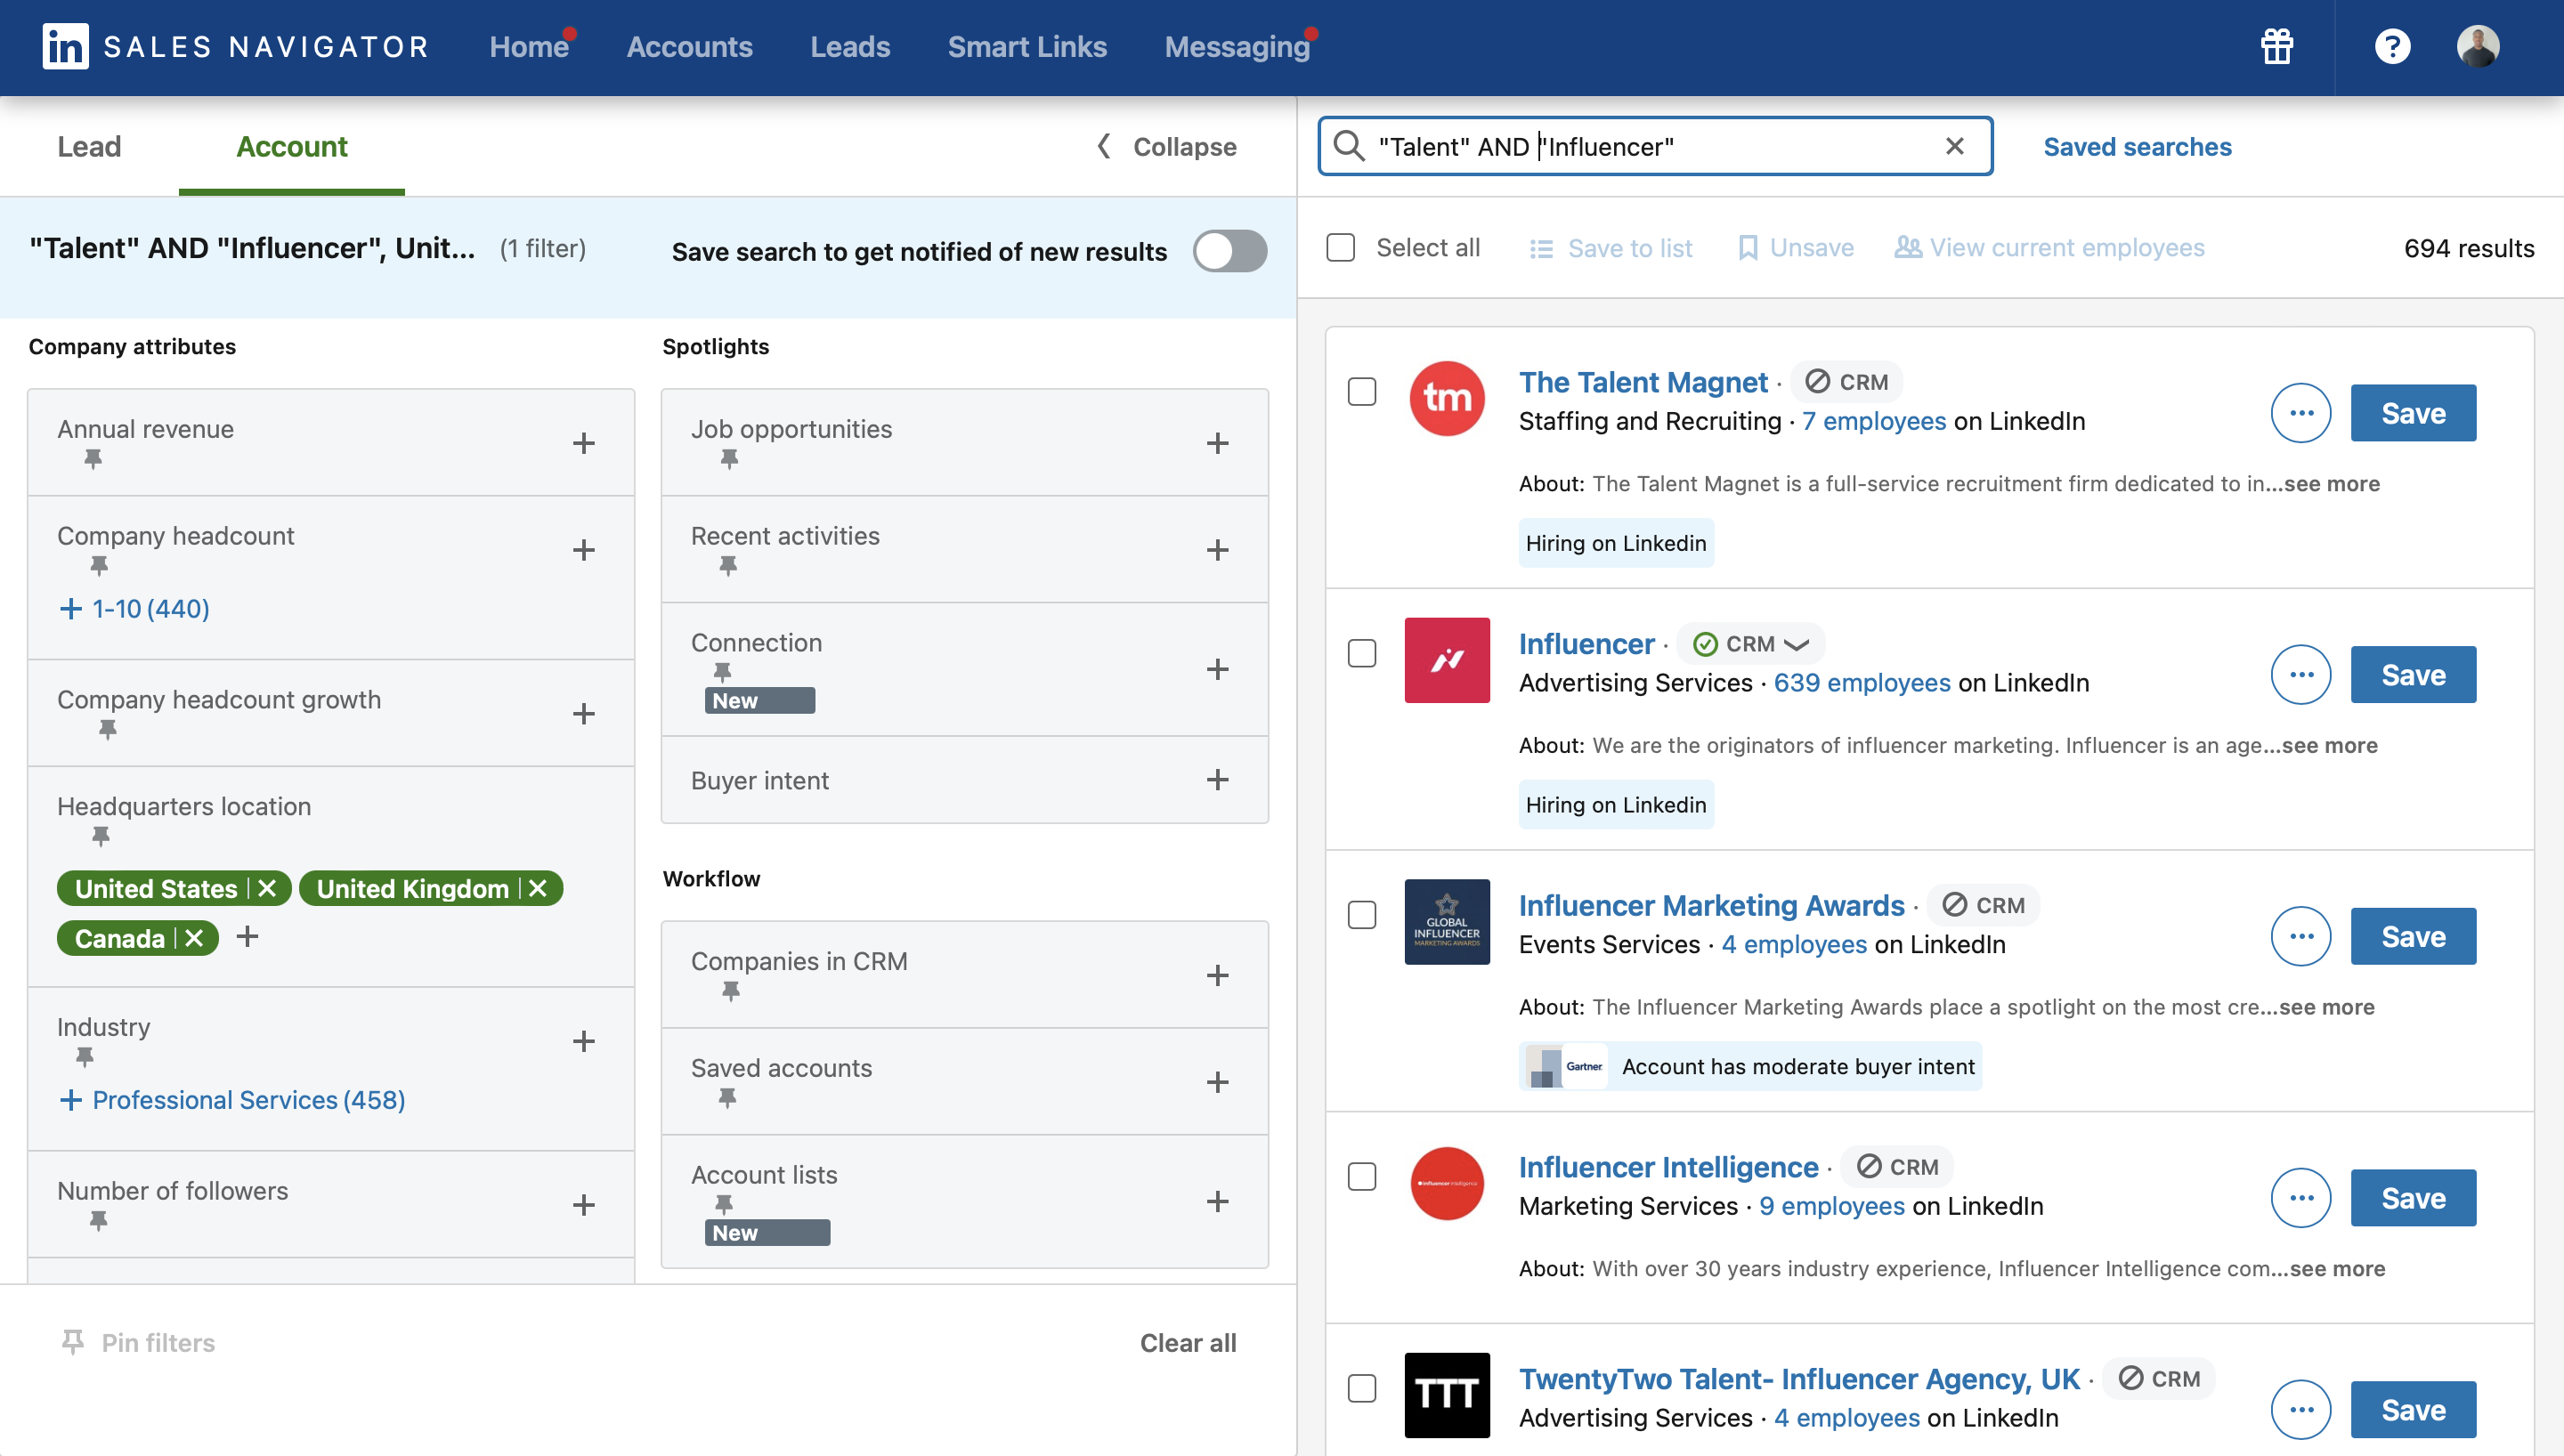 in SALES NAVIGATOR Home Accounts Leads Smart Links Messaging ?
Lead Account Collapse
"Talent" AND "Influencer", Unit... (1 filter) Save search to get notified of new results
Company attributes
Annual revenue
Company headcount
+ 1-10 (440)
Company headcount growth
Headquarters location
United States United Kingdom
Canada
Industry
+ Professional Services (458)
Number of followers
Spotlights
Job opportunities
Recent activities
Connection
New
Buyer intent
Workflow
Companies in CRM
Saved accounts
Account lists
New
Pin filters Clear all
"Talent" AND "Influencer" Saved searches
Select all Save to list Unsave View current employees 694 results
tm
The Talent Magnet · CRM
Staffing and Recruiting · 7 employees on LinkedIn
Save
About: The Talent Magnet is a full-service recruitment firm dedicated to in...see more
Hiring on Linkedin
Influencer · CRM
Advertising Services · 639 employees on LinkedIn
Save
About: We are the originators of influencer marketing. Influencer is an age...see more
Hiring on Linkedin
GLOBAL
INFLUENCER
MARKETING AWARDS
Influencer Marketing Awards · CRM
Events Services · 4 employees on LinkedIn
Save
About: The Influencer Marketing Awards place a spotlight on the most cre...see more
Gartner Account has moderate buyer intent
influencer intelligence
Influencer Intelligence · CRM
Marketing Services · 9 employees on LinkedIn
Save
About: With over 30 years industry experience, Influencer Intelligence com...see more
TTT
TwentyTwo Talent- Influencer Agency, UK · CRM
Advertising Services · 4 employees on LinkedIn
Save